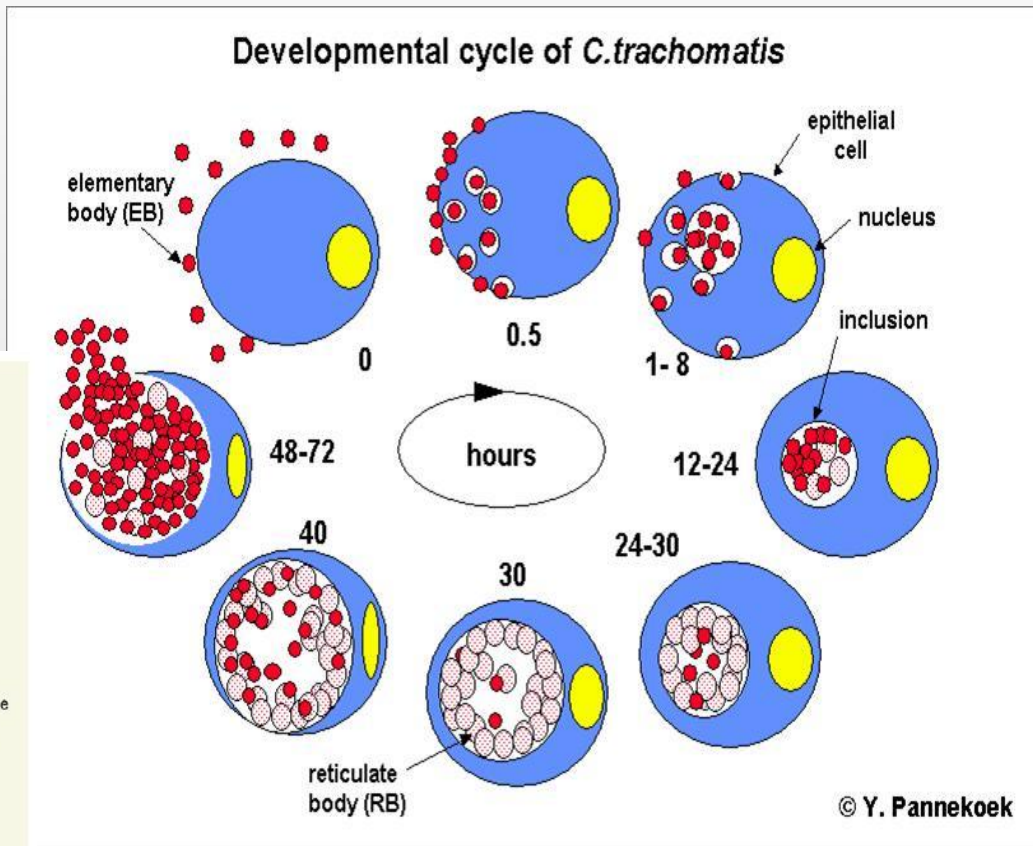 Developmental cycle of C.trachomatis
elementary
body (EB)
epithelial
cell
nucleus
inclusion
0
0.5
1- 8
48-72
hours
12-24
40
30
24-30
reticulate
body (RB)
© Y. Pannekoek
e